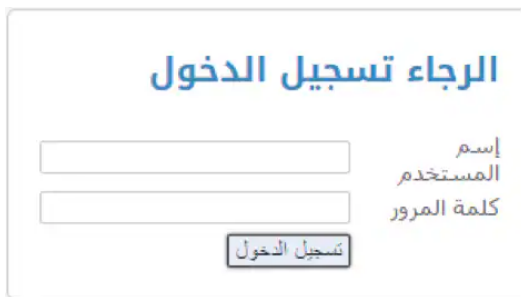 الرجاء تسجيل الدخول
إسم
المستخدم
كلمة المرور
تسجيل الدخول